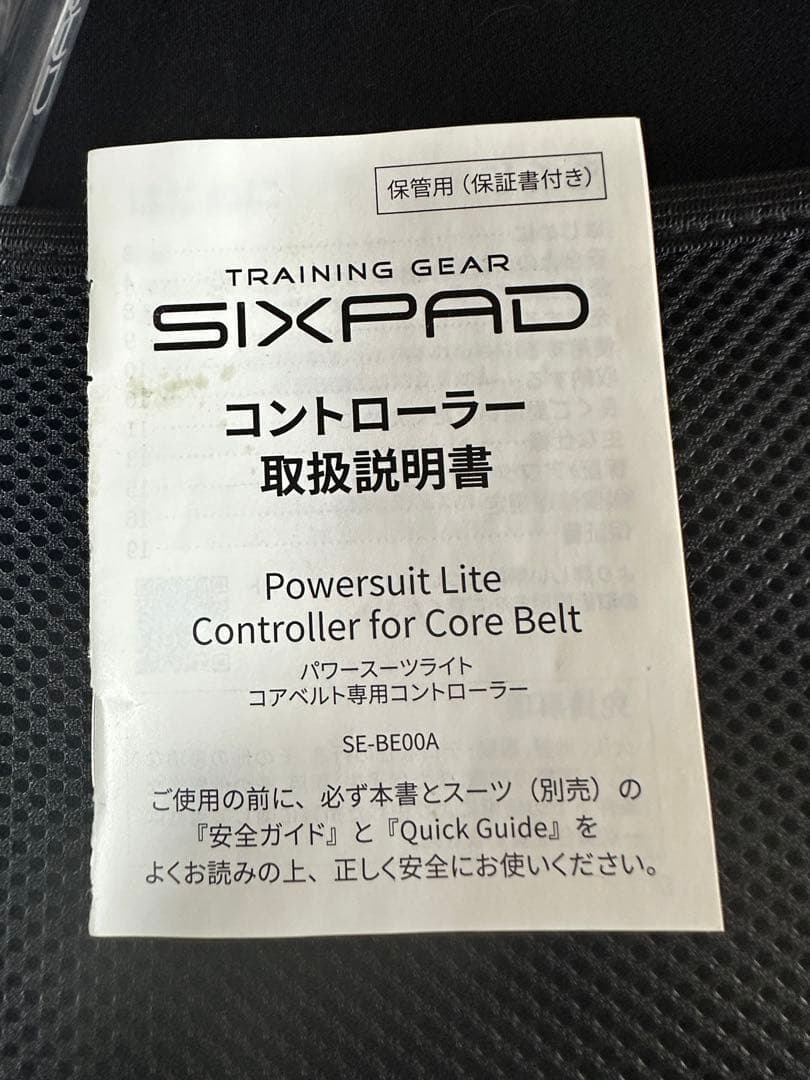 保管用（保証書付き）
TRAINING GEAR
SIXPAD
コントローラー
取扱説明書
Powersuit Lite
Controller for Core Belt
パワースーツライト
コアベルト専用コントローラー
SE-BE00A
ご使用の前に、必ず本書とスーツ（別売）の
『安全ガイド』と『Quick Guide』を
よくお読みの上、正しく安全にお使いください。